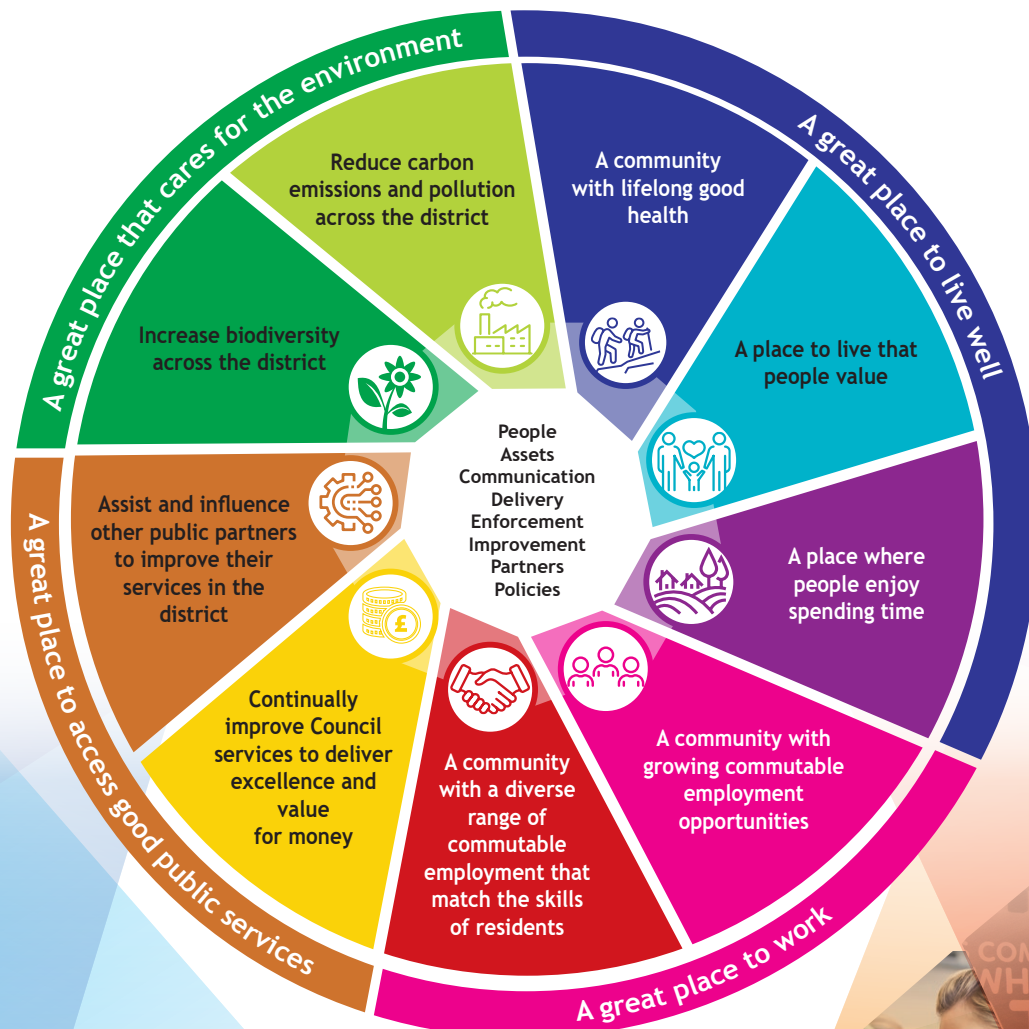 A great place that cares for the environment
A great place to live well
Reduce carbon
emissions and pollution
across the district
A community
with lifelong good
health
Increase biodiversity
across the district
A place to live that
people value
People
Assets
Communication
Delivery
Enforcement
Improvement
Partners
Policies
Assist and influence
other public partners
to improve their
services in the
district
A place where
people enjoy
spending time
£
Continually
improve Council
services to deliver
excellence and
value
for money
A community
with a diverse
range of
commutable
employment that
match the skills
of residents
A community with
growing commutable
employment
opportunities
A great place to access good public services
A great place to work